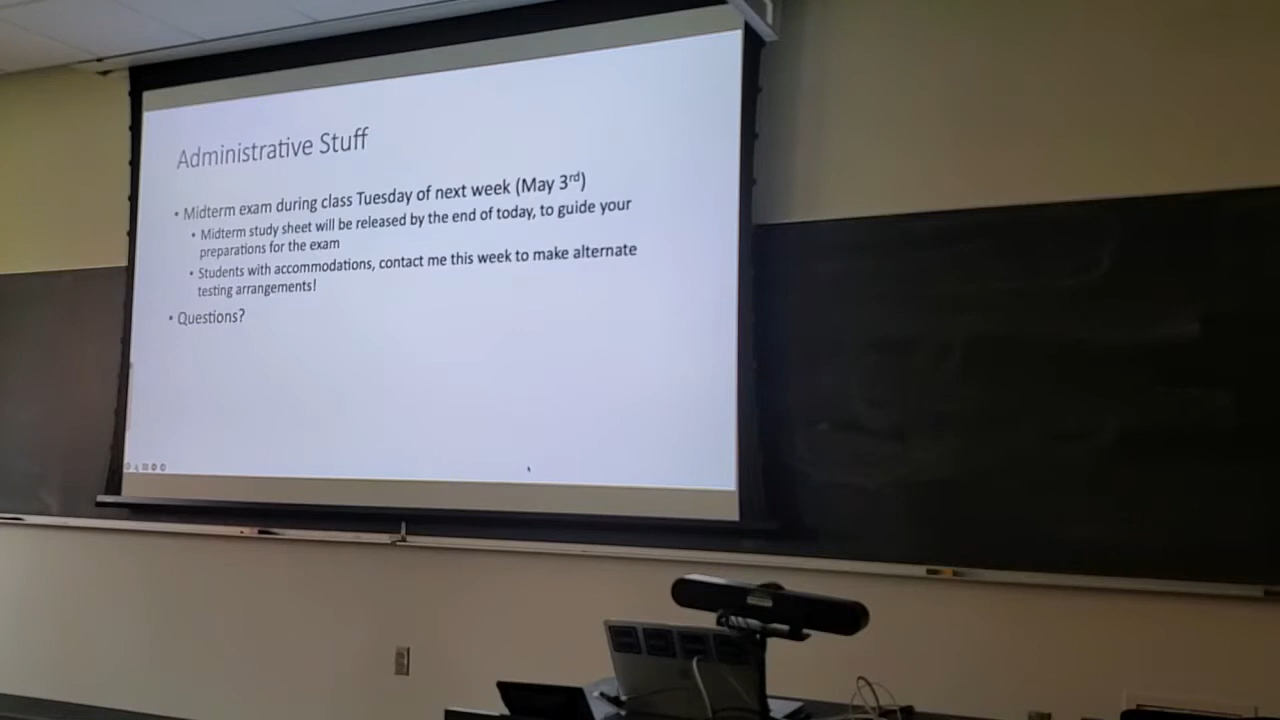 Administrative Stuff
• Midterm exam during class Tuesday of next week (May 3rd)
• Midterm study sheet will be released by the end of today, to guide your
preparations for the exam
• Students with accommodations, contact me this week to make alternate
testing arrangements!
• Questions?